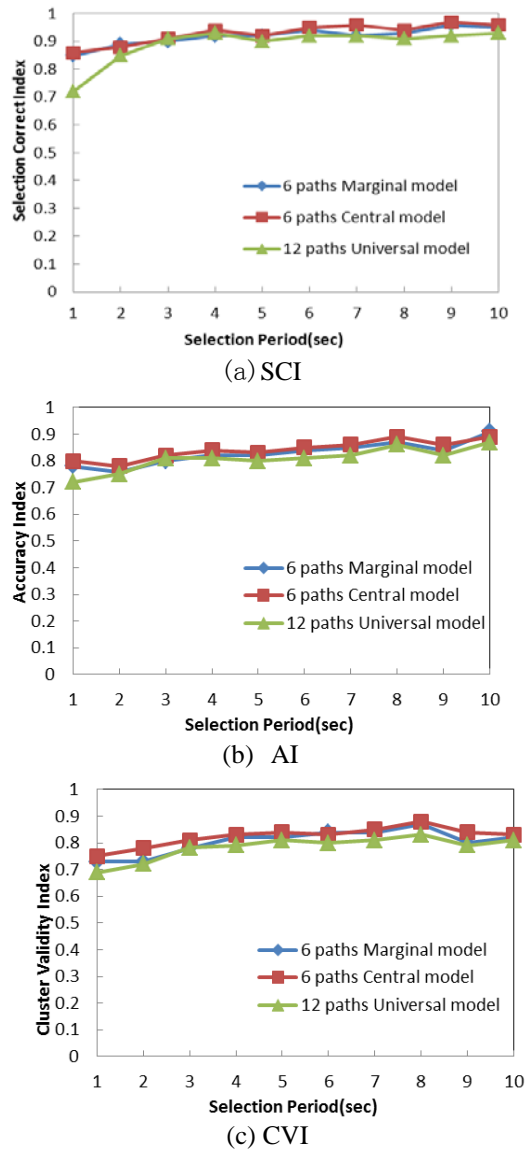 Selection Correct Index
1
0.9
0.8
0.7
0.6
0.5
0.4
0.3
0.2
0.1
0
6 paths Marginal model
6 paths Central model
12 paths Universal model
1 2 3 4 5 6 7 8 9 10
Selection Period(sec)
(a) SCI
Accuracy Index
1
0.9
0.8
0.7
0.6
0.5
0.4
0.3
0.2
0.1
0
6 paths Marginal model
6 paths Central model
12 paths Universal model
1 2 3 4 5 6 7 8 9 10
Selection Period(sec)
(b) AI
Cluster Validity Index
1
0.9
0.8
0.7
0.6
0.5
0.4
0.3
0.2
0.1
0
6 paths Marginal model
6 paths Central model
12 paths Universal model
1 2 3 4 5 6 7 8 9 10
Selection Period(sec)
(c) CVI